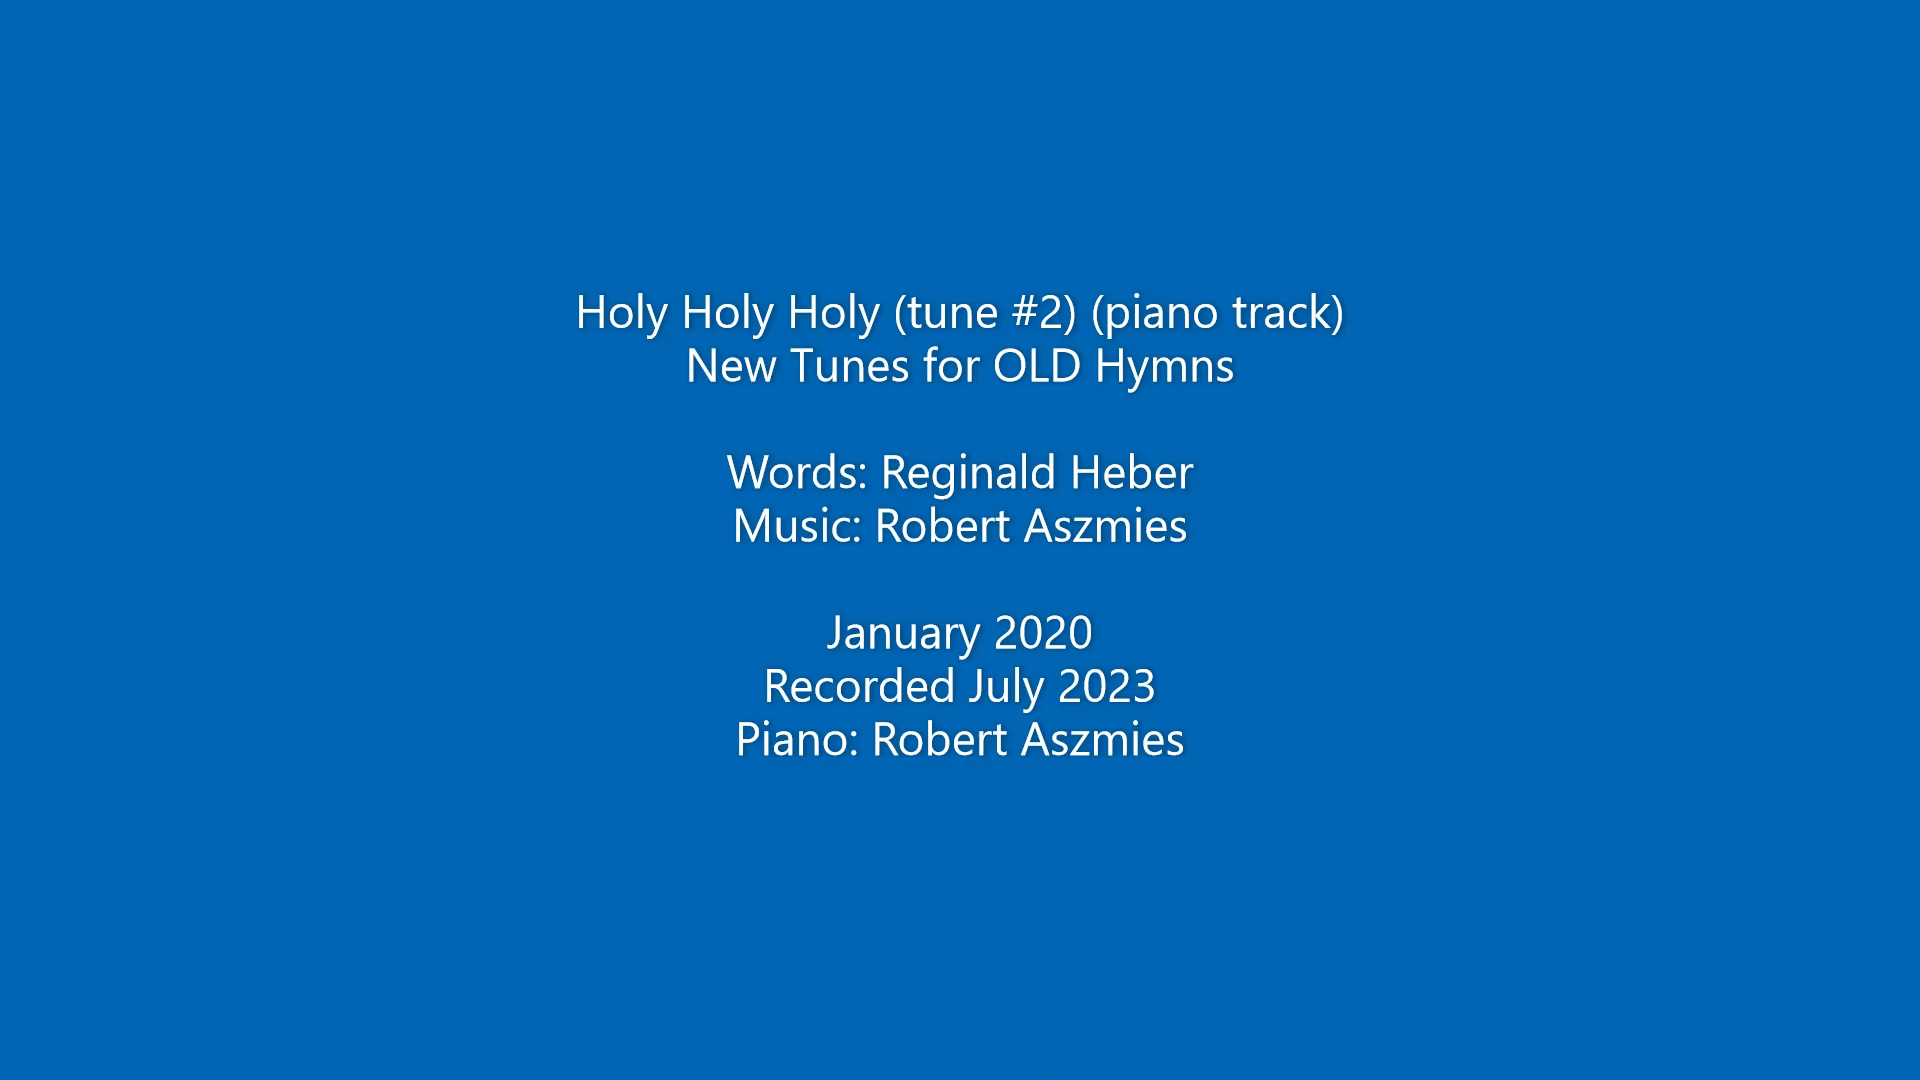 Holy Holy Holy (tune #2) (piano track)
New Tunes for OLD Hymns
Words: Reginald Heber
Music: Robert Aszmies
January 2020
Recorded July 2023
Piano: Robert Aszmies